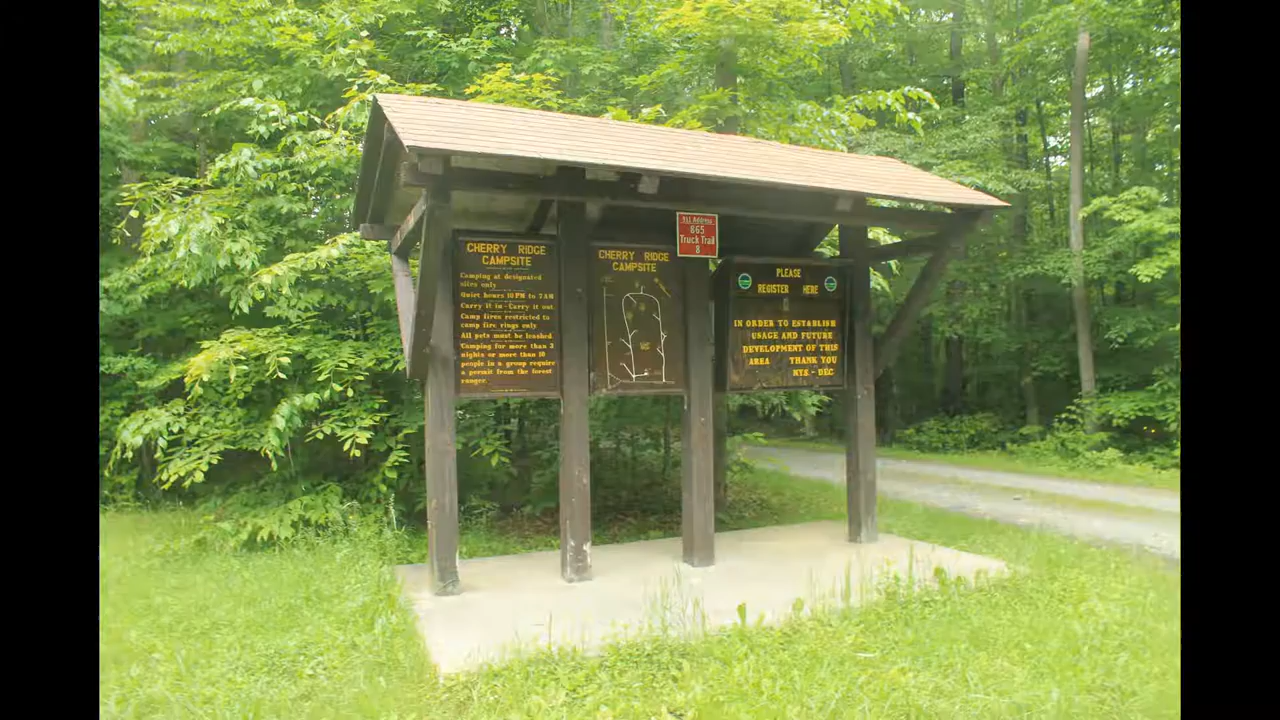 CHERRY RIDGE
CAMPSITE
Camping at designated
sites only
Quiet hours 10 PM to 7 AM
Carry it in - Carry it out.
Camp fires restricted to
camp fire rings only
All pets must be leashed.
Camping for more than 3
nights or more than 10
people in a group require
a permit from the forest
ranger.
CHERRY RIDGE
CAMPSITE
911 Address
865
Truck Trail
8
PLEASE
REGISTER HERE
IN ORDER TO ESTABLISH
USAGE AND FUTURE
DEVELOPMENT OF THIS
AREA THANK YOU
NYS - DEC